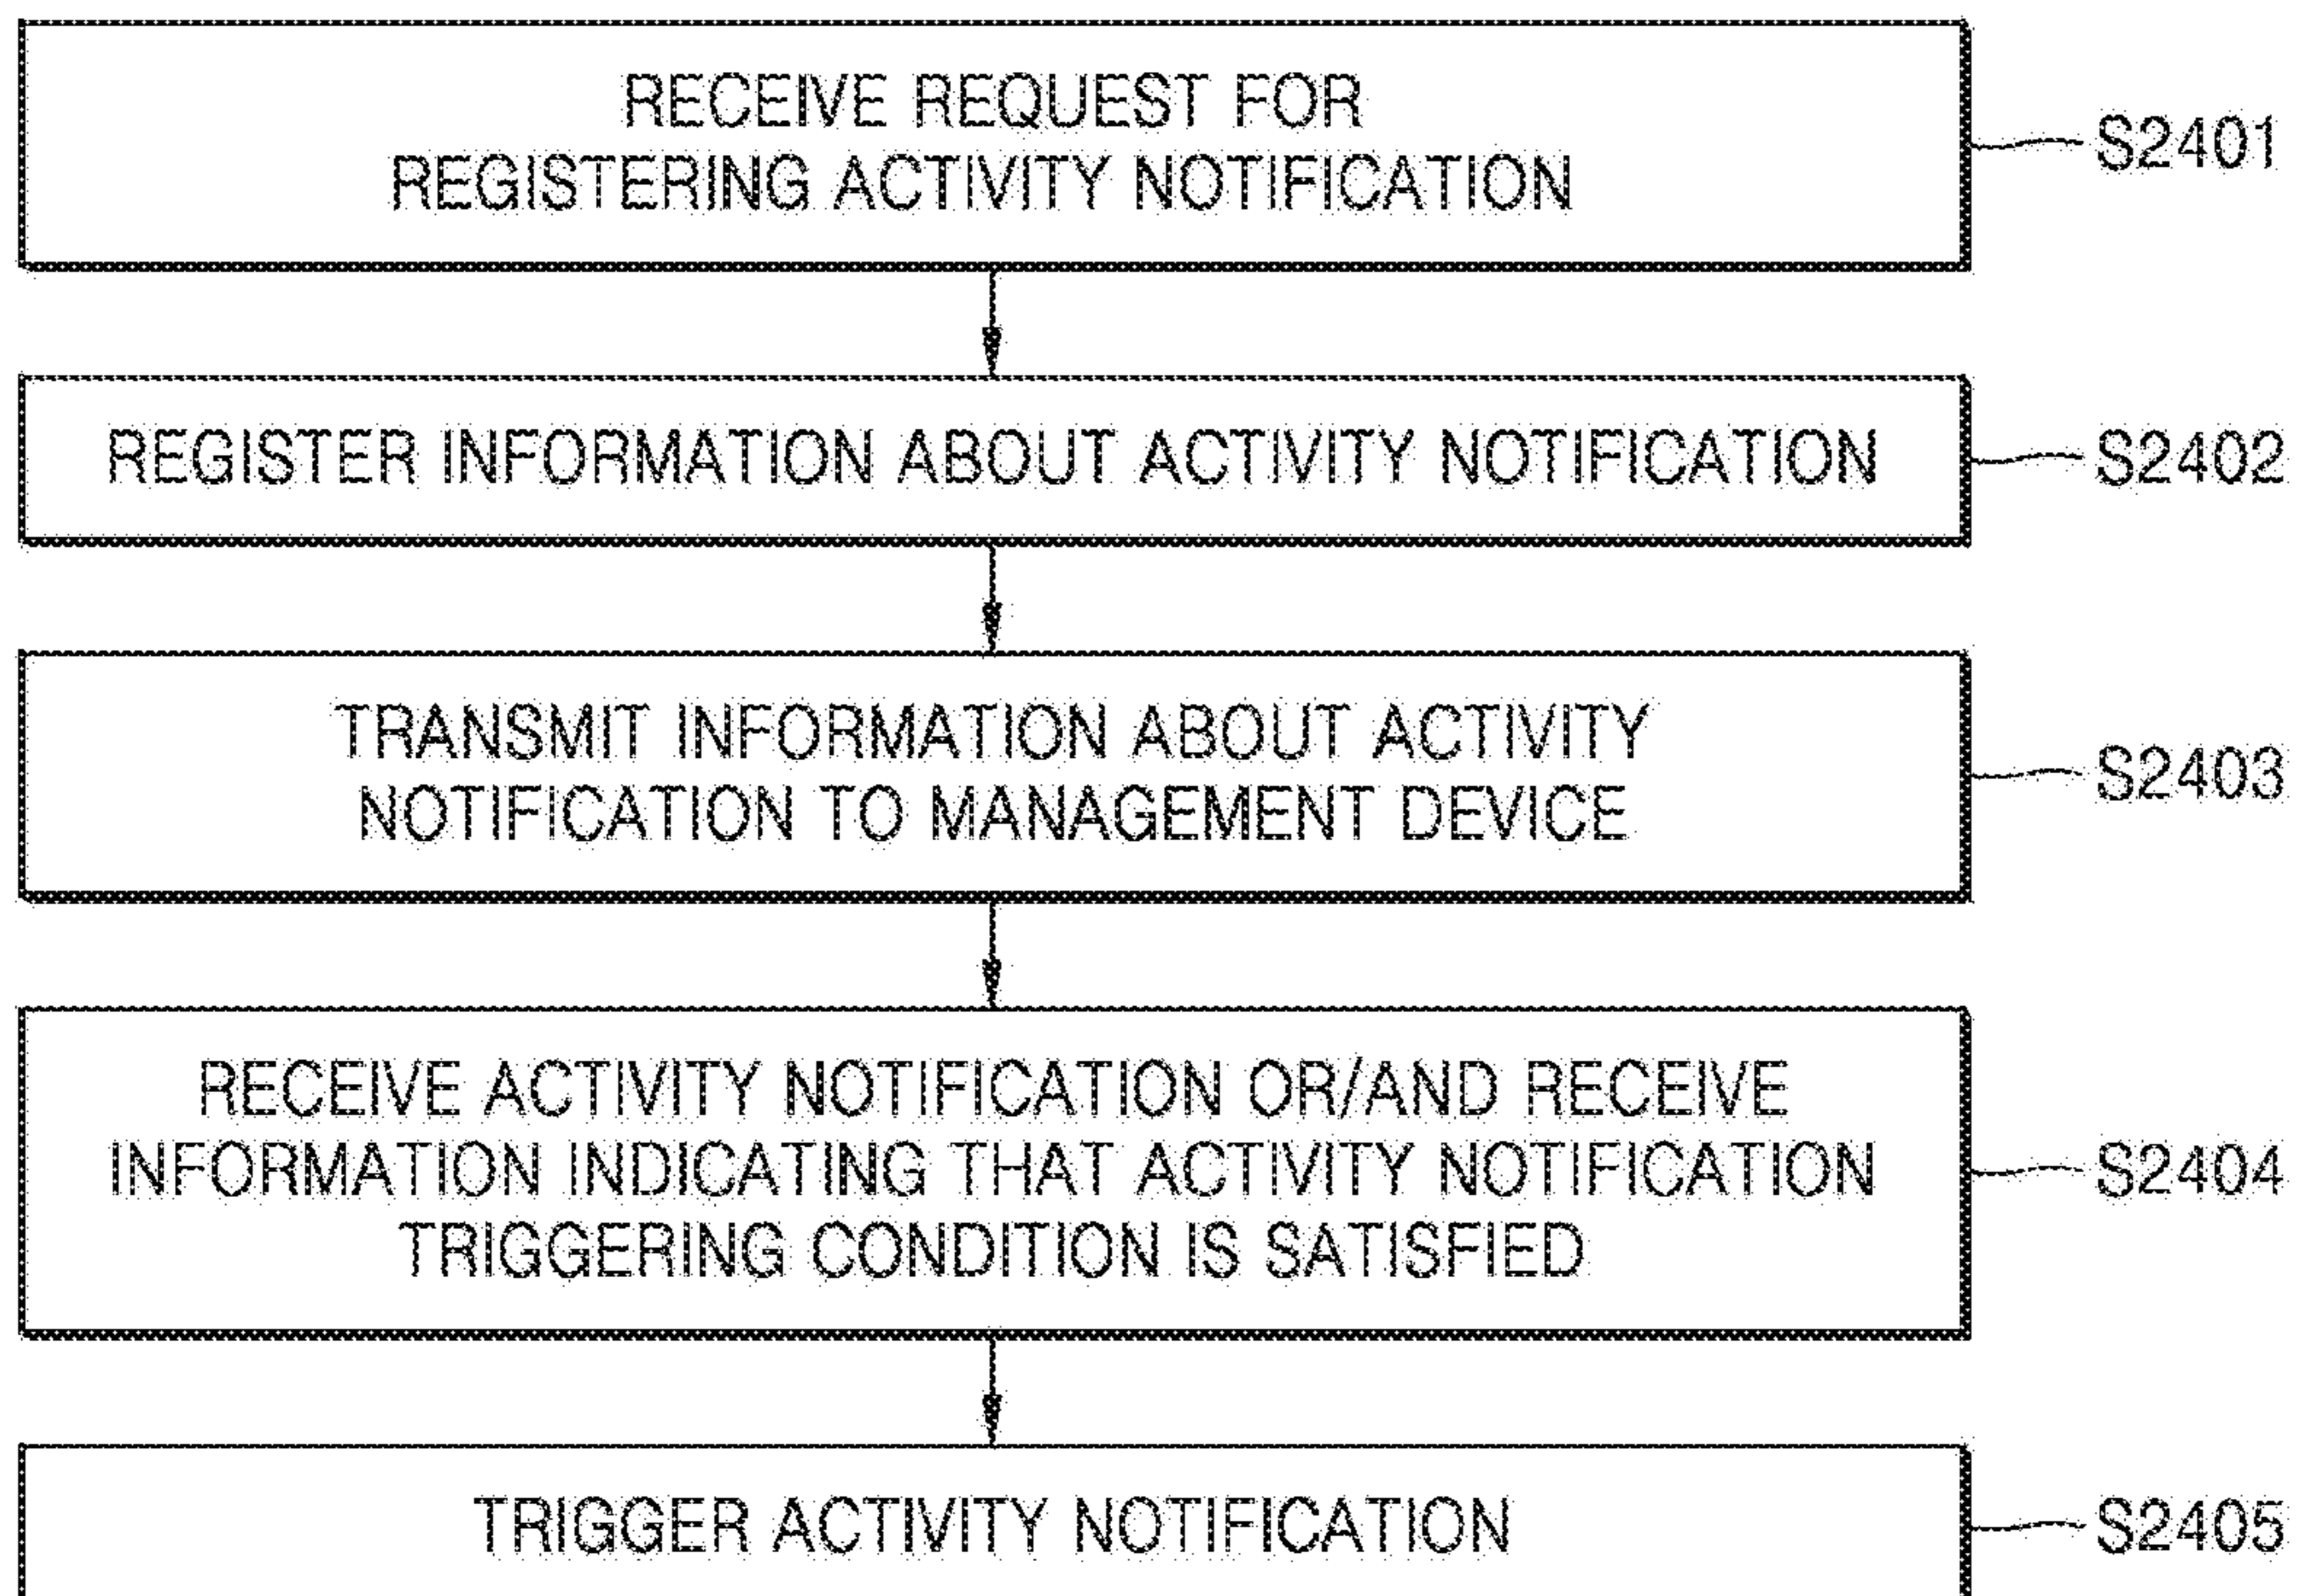 RECEIVE REQUEST FOR
REGISTERING ACTIVITY NOTIFICATION
S2401
REGISTER INFORMATION ABOUT ACTIVITY NOTIFICATION
S2402
TRANSMIT INFORMATION ABOUT ACTIVITY
NOTIFICATION TO MANAGEMENT DEVICE
S2403
RECEIVE ACTIVITY NOTIFICATION OR/AND RECEIVE
INFORMATION INDICATING THAT ACTIVITY NOTIFICATION
TRIGGERING CONDITION IS SATISFIED
S2404
TRIGGER ACTIVITY NOTIFICATION
S2405